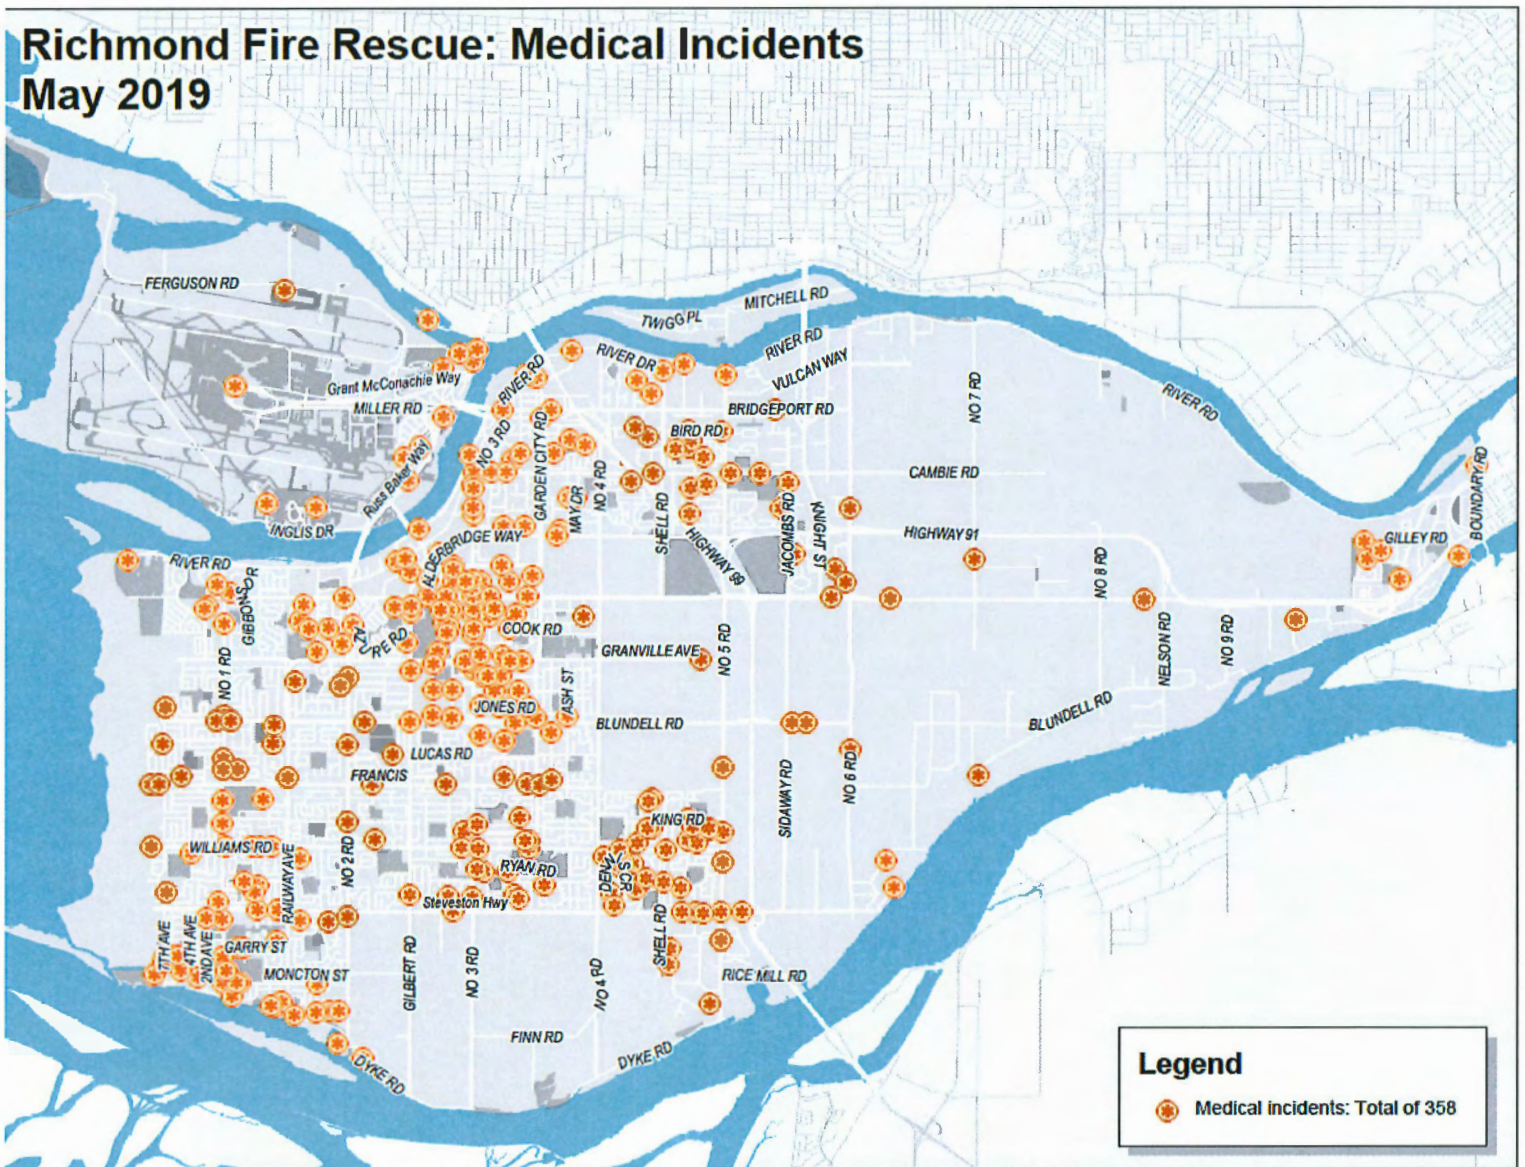 Richmond Fire Rescue: Medical Incidents
May 2019
FERGUSON RD
MITCHELL RD
TWIGG PL
RIVER RD
RIVER DR
VULCAN WAY
RIVER RD
Grant McConachie Way
MILLER RD
BRIDGEPORT RD
NO 7 RD
RIVER RD
NO 3 RD
GARDEN CITY RD
BIRD RD
Russ Baker Way
CAMBIE RD
BOUNDARY RD
NO 4 RD
MAY DR
SHELL RD
JACOMBS RD
KNIGHT ST
INGLIS DR
ALDERBRIDGE WAY
HIGHWAY 99
HIGHWAY 91
GILLEY RD
RIVER RD
GIBBONS DR
NO 8 RD
AZURE RD
COOK RD
GRANVILLE AVE
NO 5 RD
NELSON RD
NO 9 RD
NO 1 RD
ASH ST
JONES RD
BLUNDELL RD
BLUNDELL RD
LUCAS RD
FRANCIS
SIDAWAY RD
NO 6 RD
KING RD
WILLIAMS RD
RAILWAY AVE
NO 2 RD
RYAN RD
Steveston Hwy
7TH AVE
4TH AVE
2ND AVE
GARRY ST
SHELL RD
GILBERT RD
NO 3 RD
NO 4 RD
MONCTON ST
RICE MILL RD
FINN RD
DYKE RD
DYKE RD
Legend
Medical incidents: Total of 358